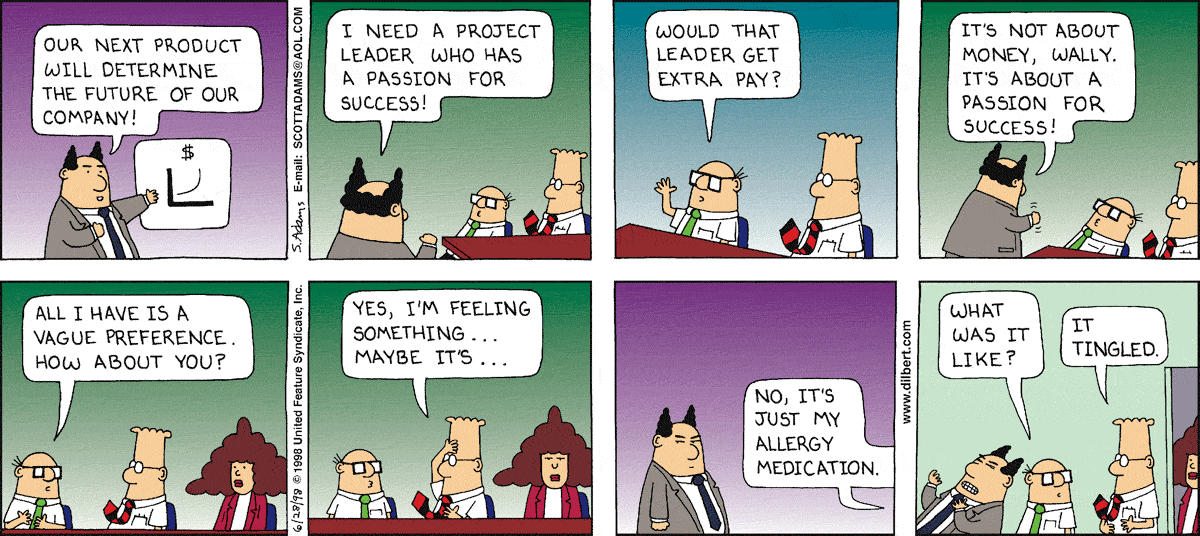 OUR NEXT PRODUCT
WILL DETERMINE
THE FUTURE OF OUR
COMPANY!
$
S. Adams E-mail: SCOTTADAMS@AOL.COM
I NEED A PROJECT
LEADER WHO HAS
A PASSION FOR
SUCCESS!
WOULD THAT
LEADER GET
EXTRA PAY?
IT'S NOT ABOUT
MONEY, WALLY.
IT'S ABOUT A
PASSION FOR
SUCCESS!
ALL I HAVE IS A
VAGUE PREFERENCE.
HOW ABOUT YOU?
6/28/98 © 1998 United Feature Syndicate, Inc.
YES, I'M FEELING
SOMETHING...
MAYBE IT'S...
NO, IT'S
JUST MY
ALLERGY
MEDICATION.
www.dilbert.com
WHAT
WAS IT
LIKE?
IT
TINGLED.